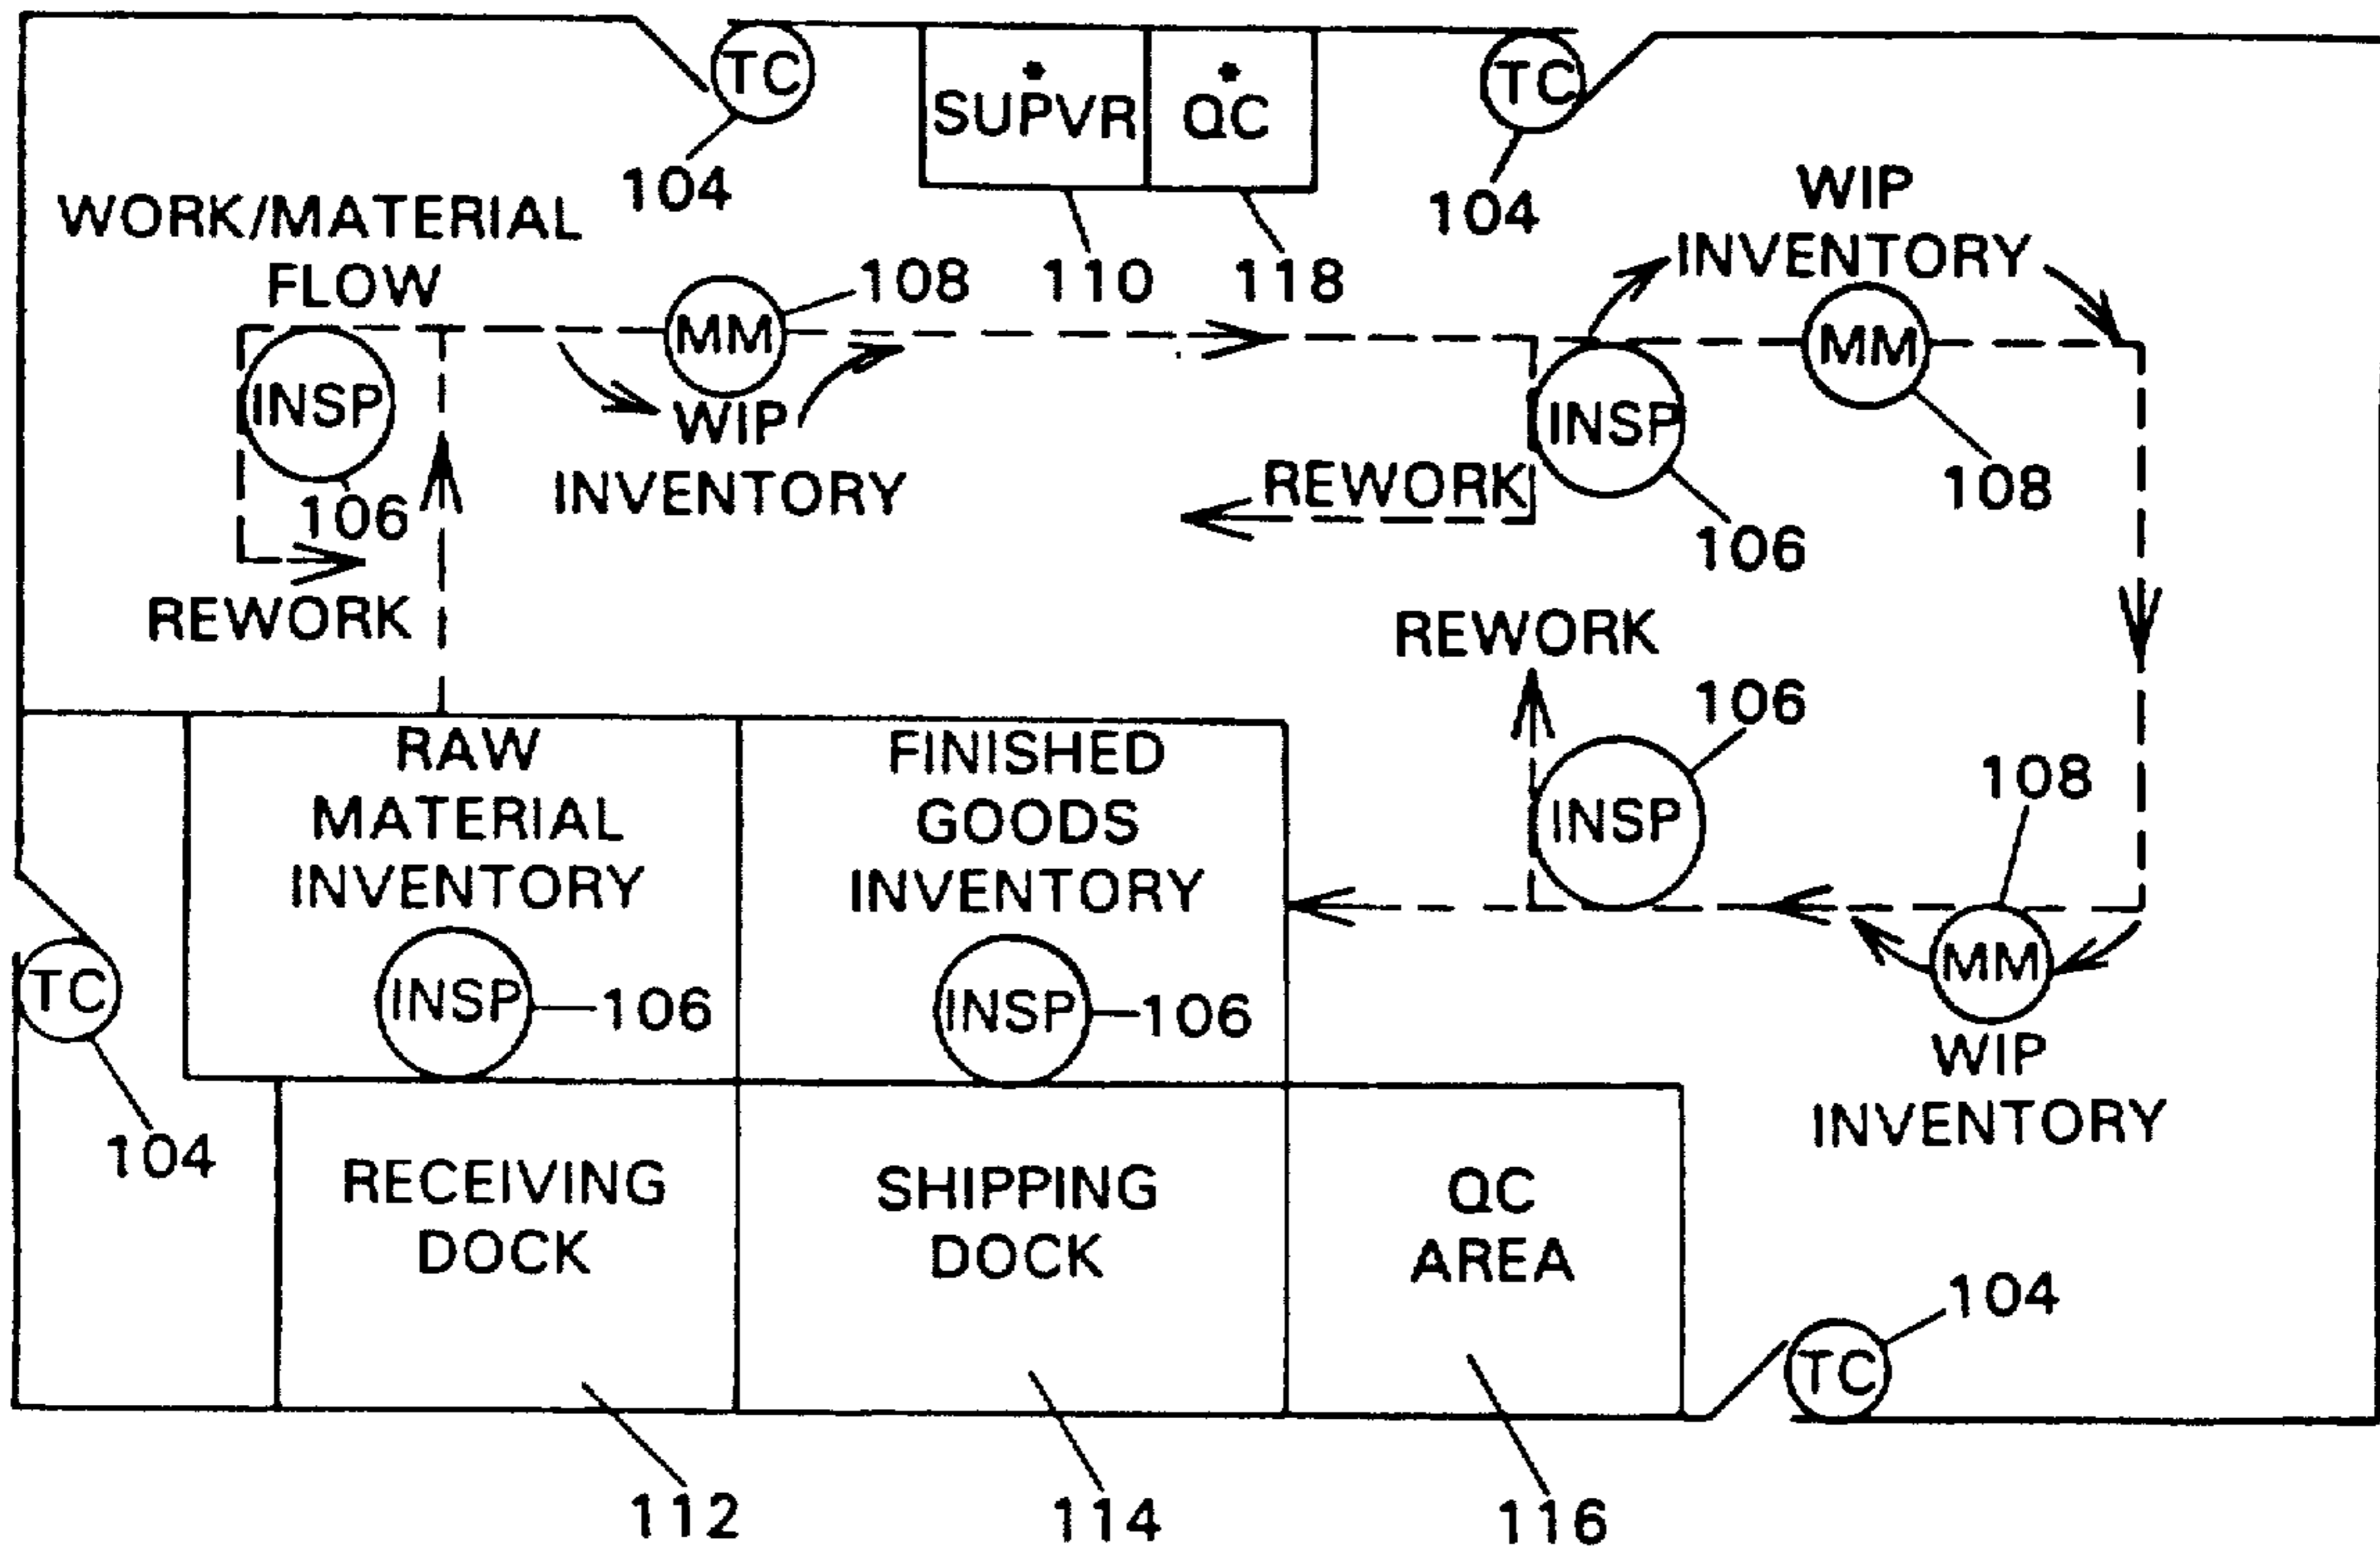 TC
SUPVR
QC
TC
104
110
118
104
WORK/MATERIAL
FLOW
INSP
106
REWORK
MM
108
WIP
INVENTORY
WIP
INVENTORY
MM
108
INSP
106
REWORK
REWORK
INSP
106
108
MM
WIP
INVENTORY
RAW
MATERIAL
INVENTORY
INSP
106
FINISHED
GOODS
INVENTORY
INSP
106
TC
104
RECEIVING
DOCK
SHIPPING
DOCK
QC
AREA
TC
104
112
114
116